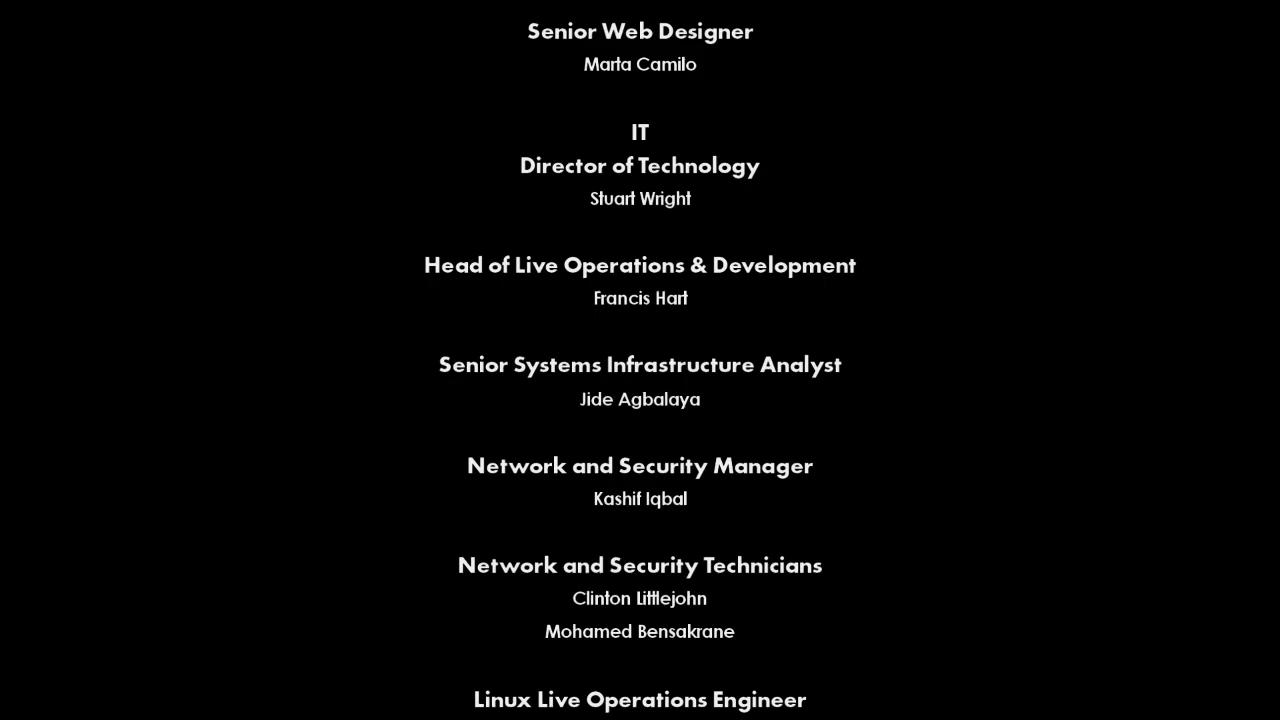 Senior Web Designer
Marta Camilo
IT
Director of Technology
Stuart Wright
Head of Live Operations & Development
Francis Hart
Senior Systems Infrastructure Analyst
Jide Agbalaya
Network and Security Manager
Kashif Iqbal
Network and Security Technicians
Clinton Littlejohn
Mohamed Bensakrane
Linux Live Operations Engineer